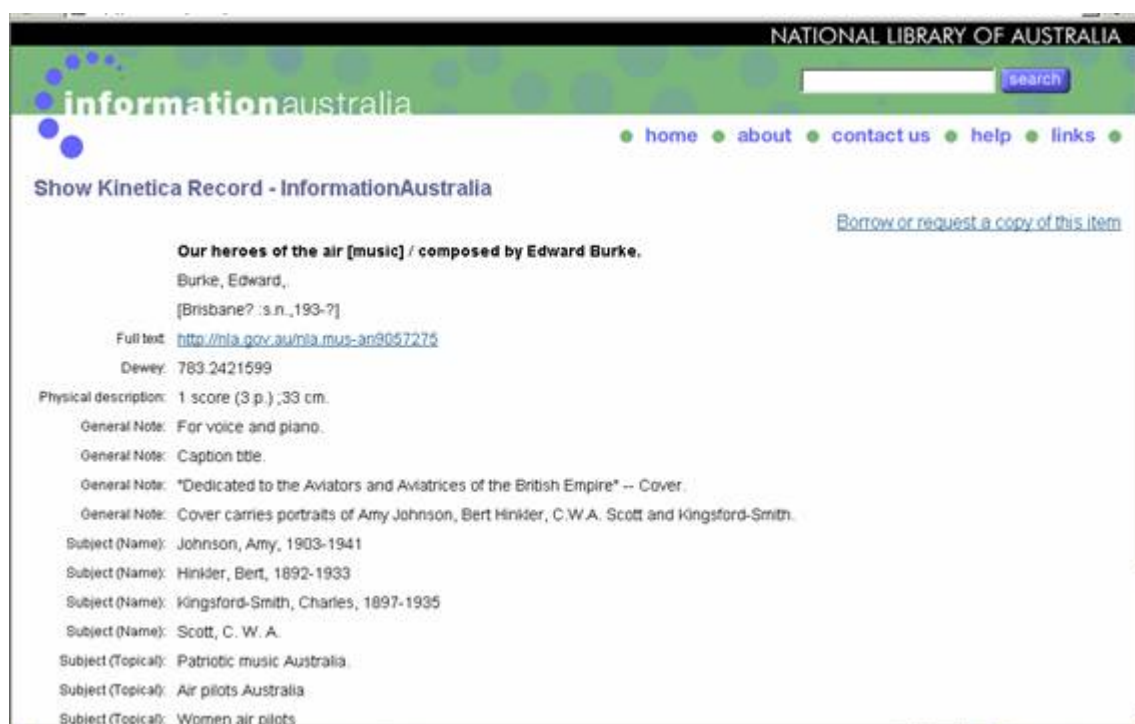 NATIONAL LIBRARY OF AUSTRALIA
informationaustralia
search
home about contact us help links
Show Kinetica Record - InformationAustralia
Borrow or request a copy of this item
Our heroes of the air [music] / composed by Edward Burke.
Burke, Edward,.
[Brisbane? :s.n.,193-?]
Full text: http://nla.gov.au/nla.mus-an9057275
Dewey: 783.2421599
Physical description: 1 score (3 p.) ;33 cm.
General Note: For voice and piano.
General Note: Caption title.
General Note: "Dedicated to the Aviators and Aviatrices of the British Empire" -- Cover.
General Note: Cover carries portraits of Amy Johnson, Bert Hinkler, C.W.A. Scott and Kingsford-Smith.
Subject (Name): Johnson, Amy, 1903-1941
Subject (Name): Hinkler, Bert, 1892-1933
Subject (Name): Kingsford-Smith, Charles, 1897-1935
Subject (Name): Scott, C. W. A.
Subject (Topical): Patriotic music Australia.
Subject (Topical): Air pilots Australia
Subject (Topical): Women air pilots